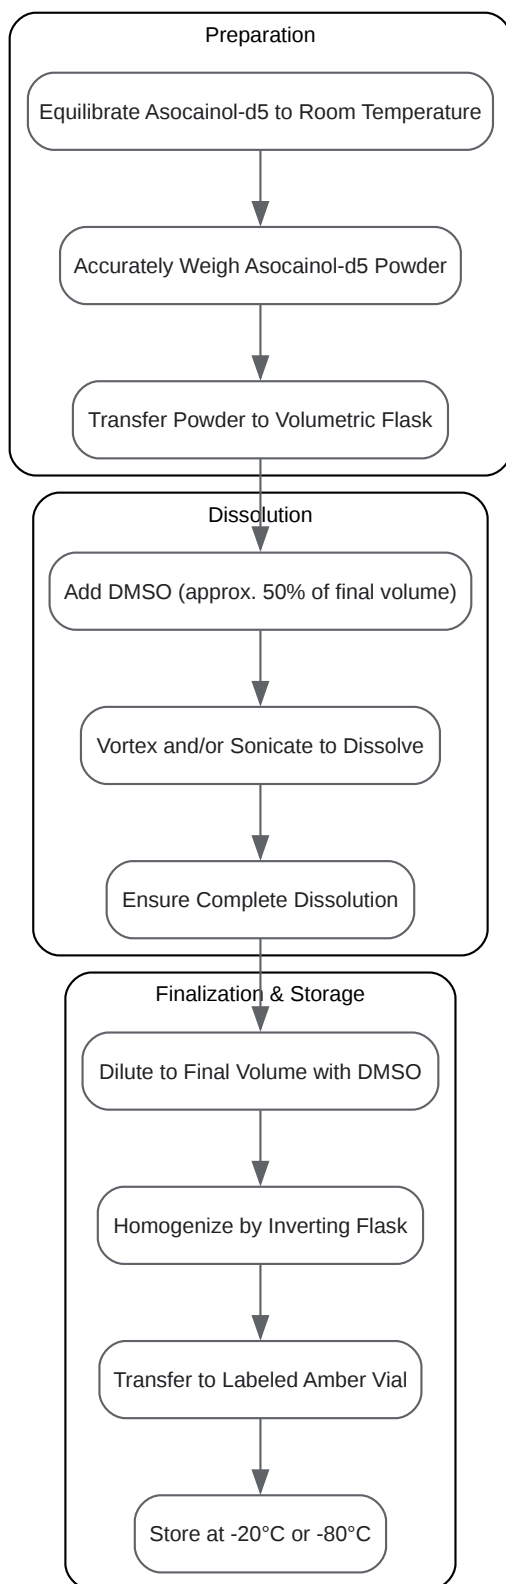 Preparation
Equilibrate Asocainol-d5 to Room Temperature
Accurately Weigh Asocainol-d5 Powder
Transfer Powder to Volumetric Flask
Dissolution
Add DMSO (approx. 50% of final volume)
Vortex and/or Sonicate to Dissolve
Ensure Complete Dissolution
Finalization & Storage
Dilute to Final Volume with DMSO
Homogenize by Inverting Flask
Transfer to Labeled Amber Vial
Store at -20°C or -80°C